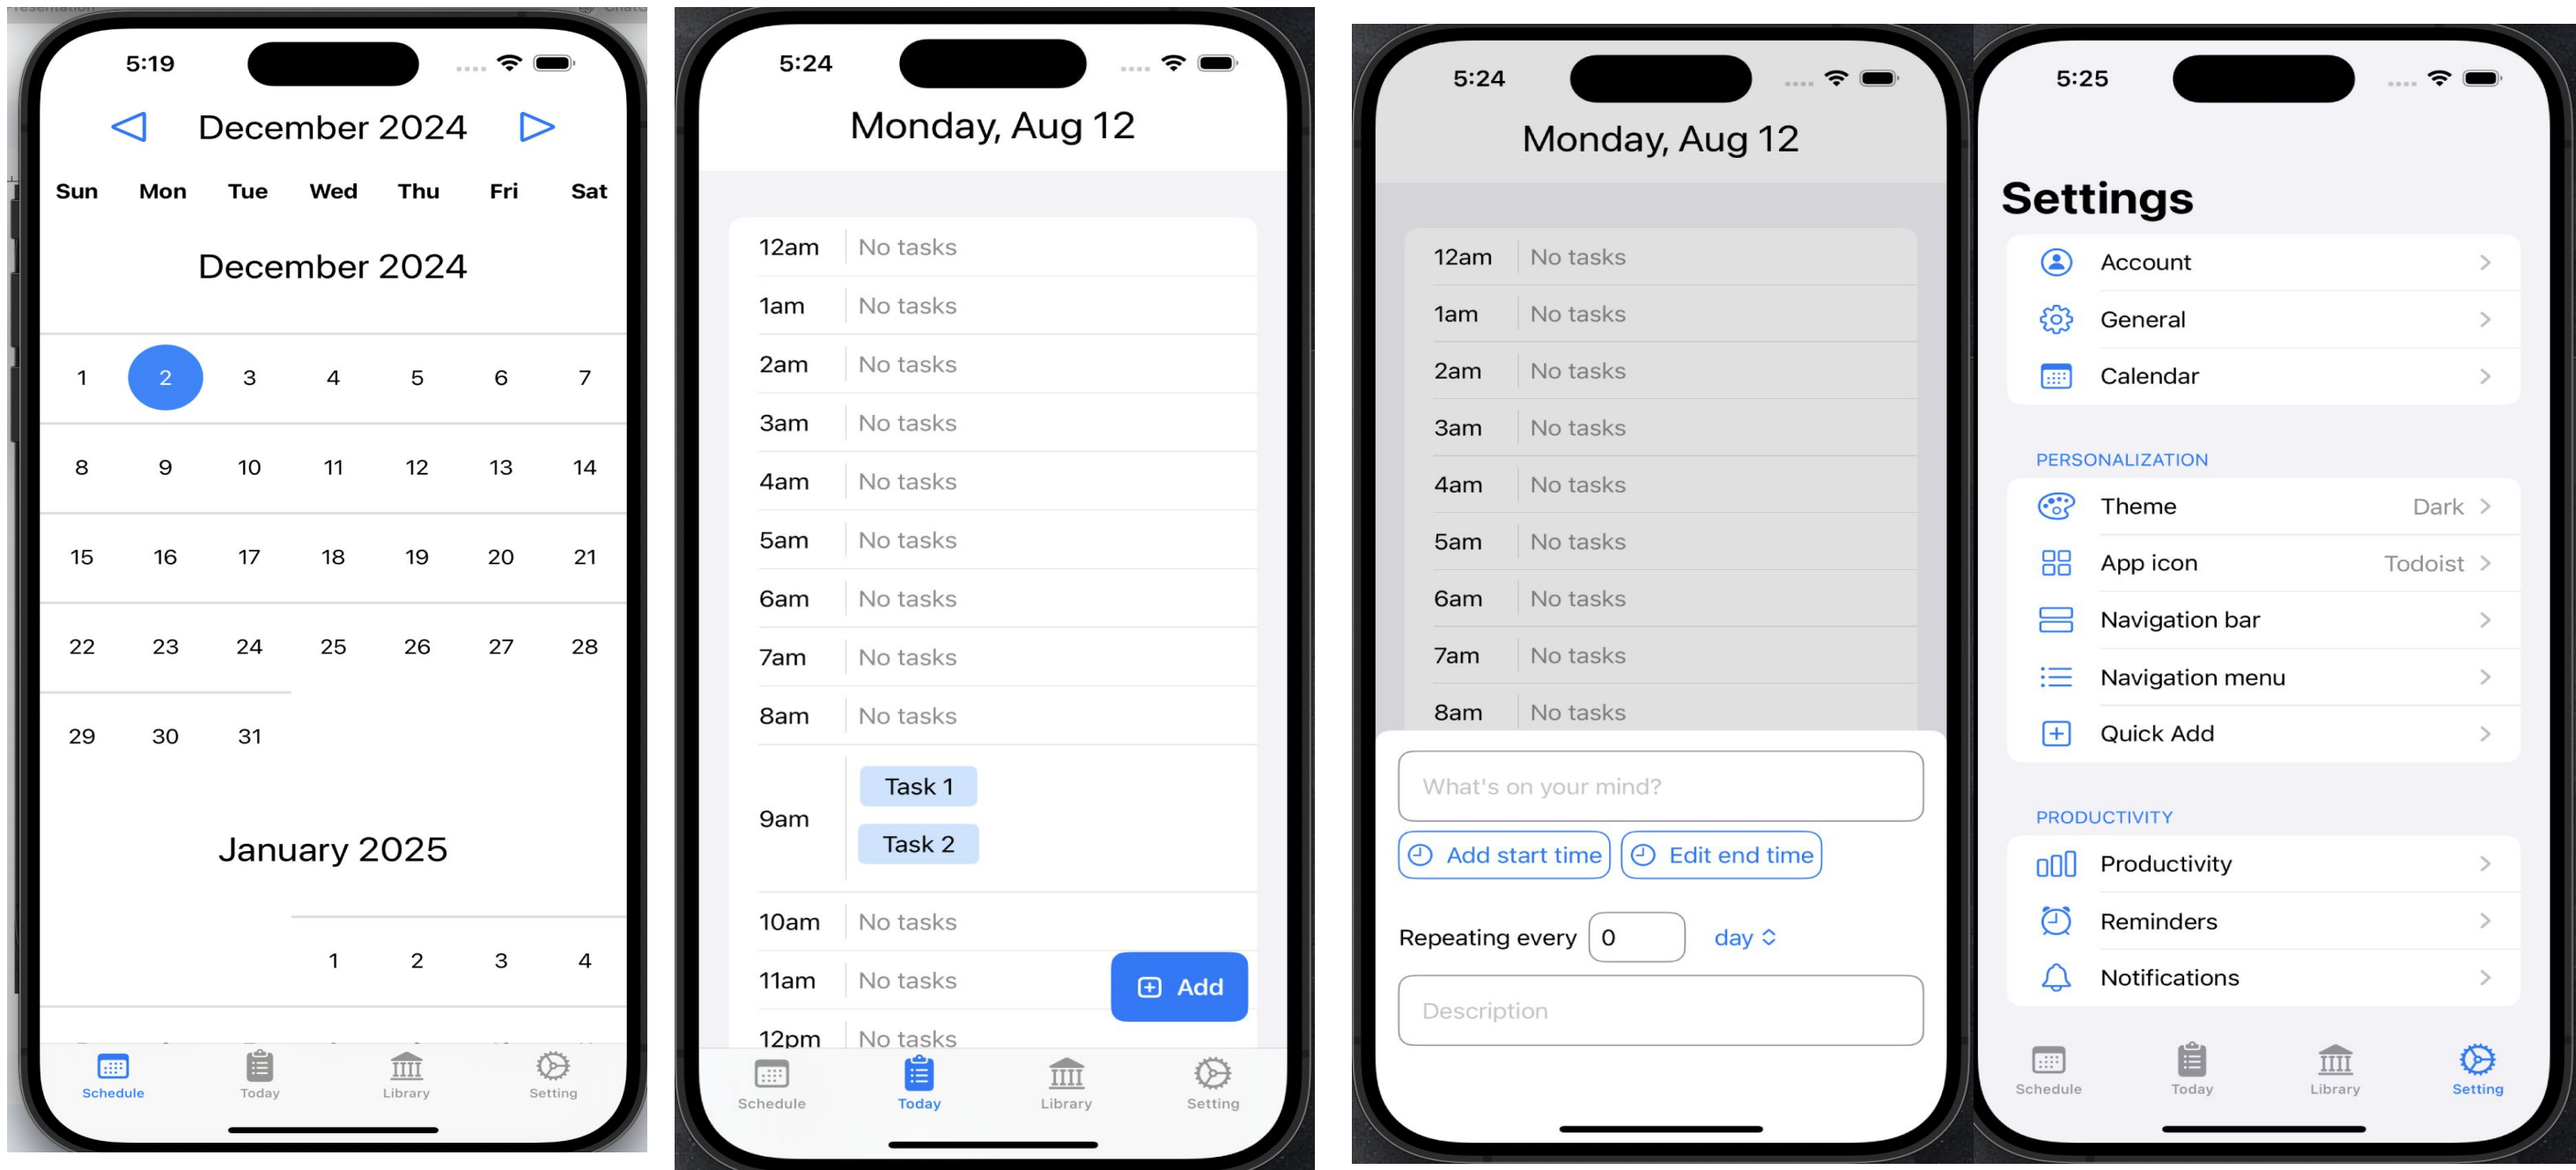 5:19
December 2024
Sun Mon Tue Wed Thu Fri Sat
December 2024
1 2 3 4 5 6 7
8 9 10 11 12 13 14
15 16 17 18 19 20 21
22 23 24 25 26 27 28
29 30 31
January 2025
1 2 3 4
Schedule Today Library Setting
5:24
Monday, Aug 12
12am No tasks
1am No tasks
2am No tasks
3am No tasks
4am No tasks
5am No tasks
6am No tasks
7am No tasks
8am No tasks
9am Task 1
Task 2
10am No tasks
11am No tasks
Add
12pm No tasks
Schedule Today Library Setting
5:24
Monday, Aug 12
12am No tasks
1am No tasks
2am No tasks
3am No tasks
4am No tasks
5am No tasks
6am No tasks
7am No tasks
8am No tasks
What's on your mind?
Add start time Edit end time
Repeating every 0 day
Description
5:25
Settings
Account
General
Calendar
PERSONALIZATION
Theme Dark
App icon Todoist
Navigation bar
Navigation menu
Quick Add
PRODUCTIVITY
Productivity
Reminders
Notifications
Schedule Today Library Setting